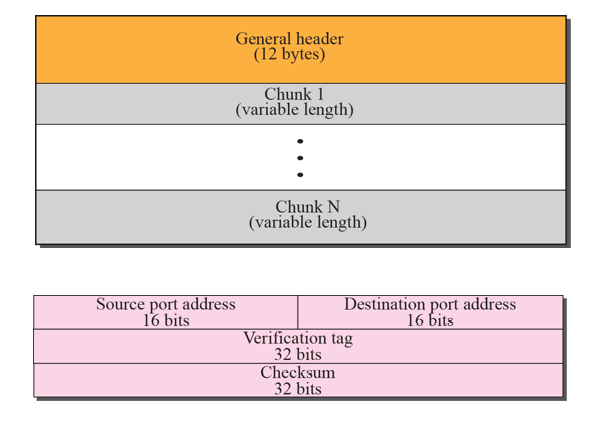 General header
(12 bytes)
Chunk 1
(variable length)
Chunk N
(variable length)
Source port address
16 bits
Destination port address
16 bits
Verification tag
32 bits
Checksum
32 bits